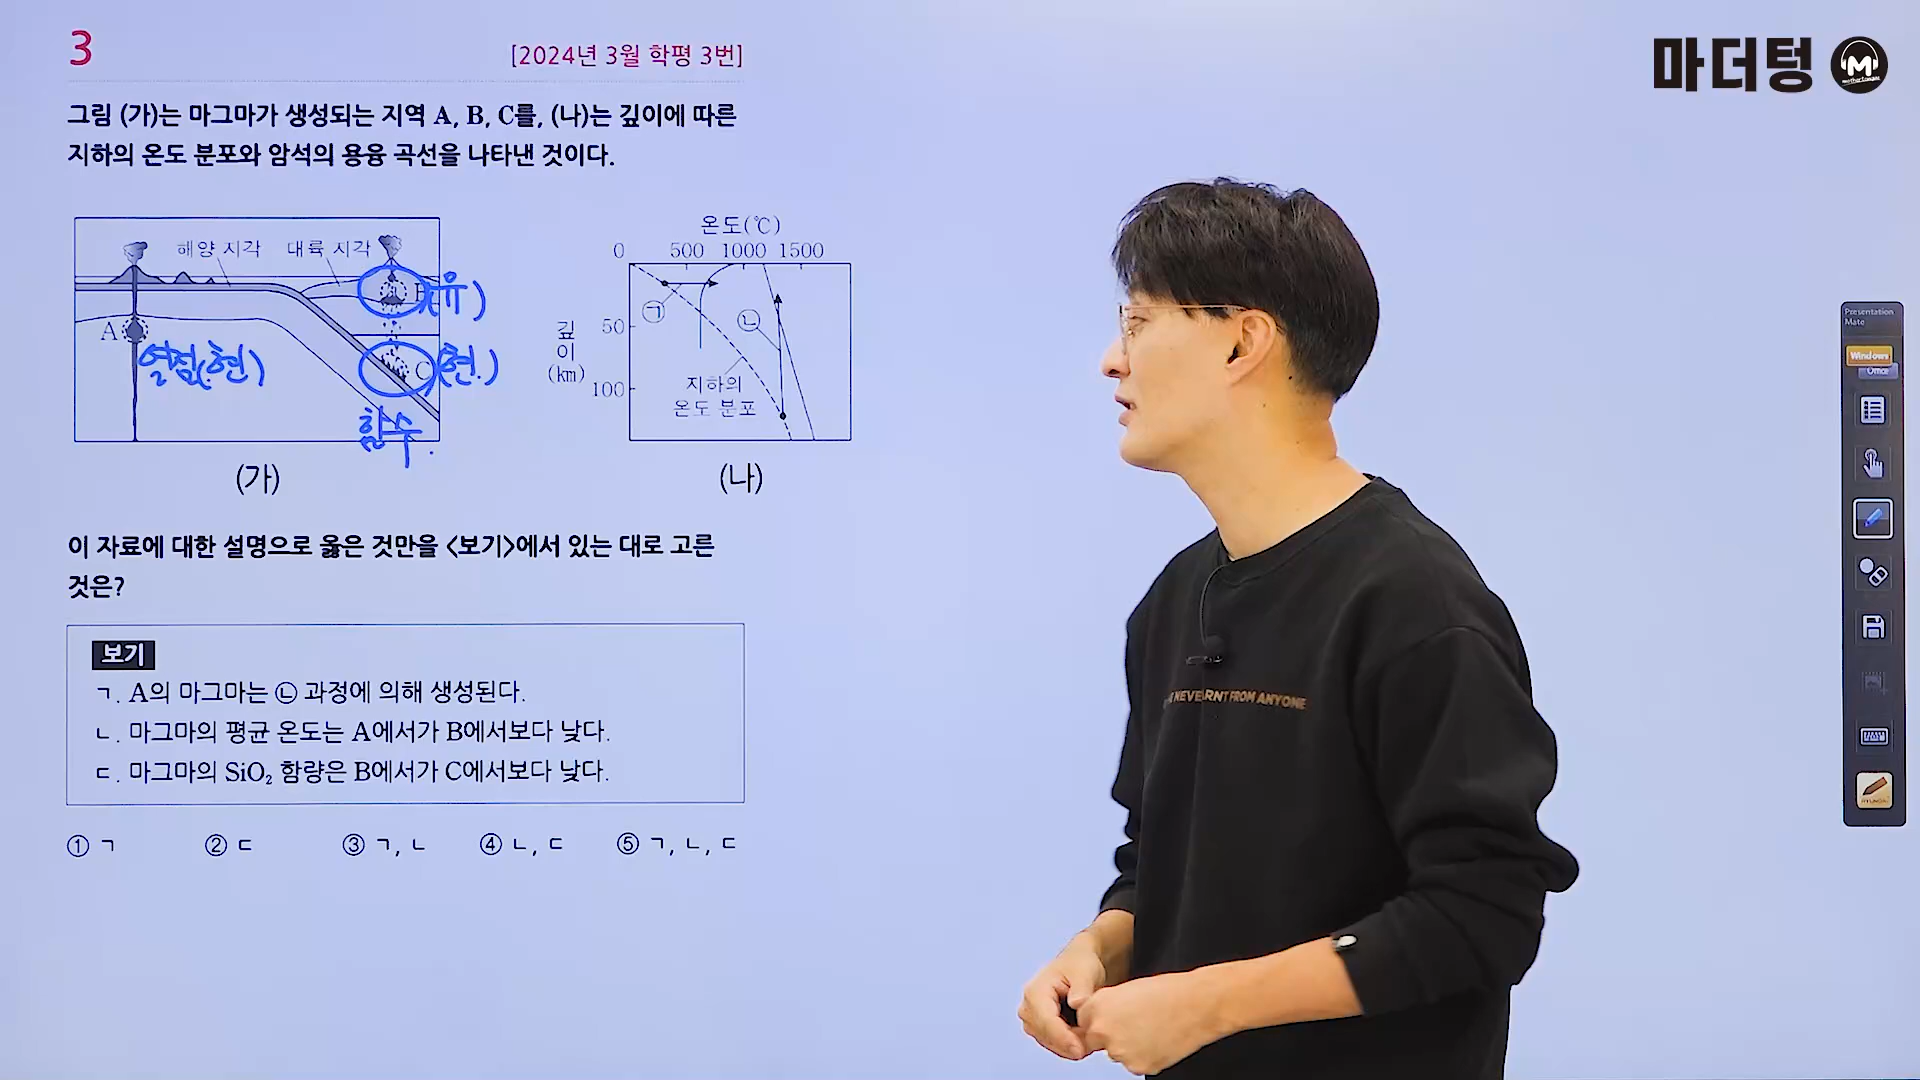 3
[2024년 3월 학평 3번]
마더텅
M
그림 (가)는 마그마가 생성되는 지역 A, B, C를, (나)는 깊이에 따른
지하의 온도 분포와 암석의 용융 곡선을 나타낸 것이다.
해양 지각
대륙 지각
A
B
(유)
열점(현)
C
(현.)
함수
(가)
온도(℃)
0 500 1000 1500
㉠
㉡
50
깊이
(km)
100
지하의
온도 분포
(나)
이 자료에 대한 설명으로 옳은 것만을 <보기>에서 있는 대로 고른
것은?
보기
ㄱ. A의 마그마는 ㉡ 과정에 의해 생성된다.
ㄴ. 마그마의 평균 온도는 A에서가 B에서보다 낮다.
ㄷ. 마그마의 SiO₂ 함량은 B에서가 C에서보다 낮다.
① ㄱ ② ㄷ ③ ㄱ, ㄴ ④ ㄴ, ㄷ ⑤ ㄱ, ㄴ, ㄷ
Presentation
Mate
Windows
Office